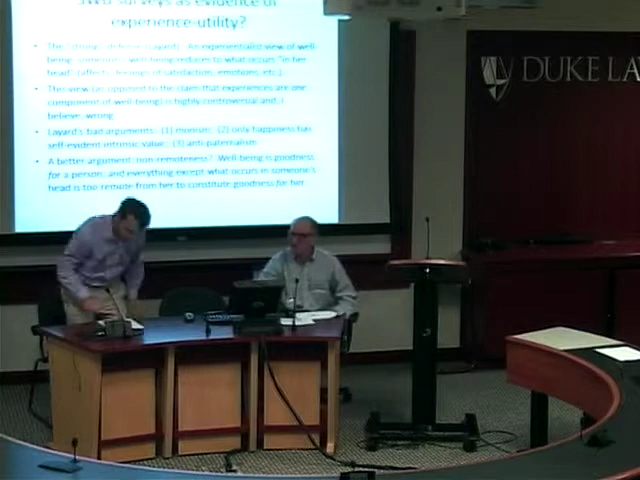 SWB surveys as evidence of
experience-utility?
• The "strong" defense (Layard). An experientialist view of well-
being: someone's well-being reduces to what occurs "in her
head" (affects, feelings of satisfaction, emotions, etc.).
• This view (as opposed to the claim that experiences are one
component of well-being) is highly controversial and, I
believe, wrong
• Layard's bad arguments: (1) monism; (2) only happiness has
self-evident intrinsic value; (3) anti-paternalism
• A better argument: non-remoteness? Well-being is goodness
for a person, and everything except what occurs in someone's
head is too remote from her to constitute goodness for her.
DUKE LA